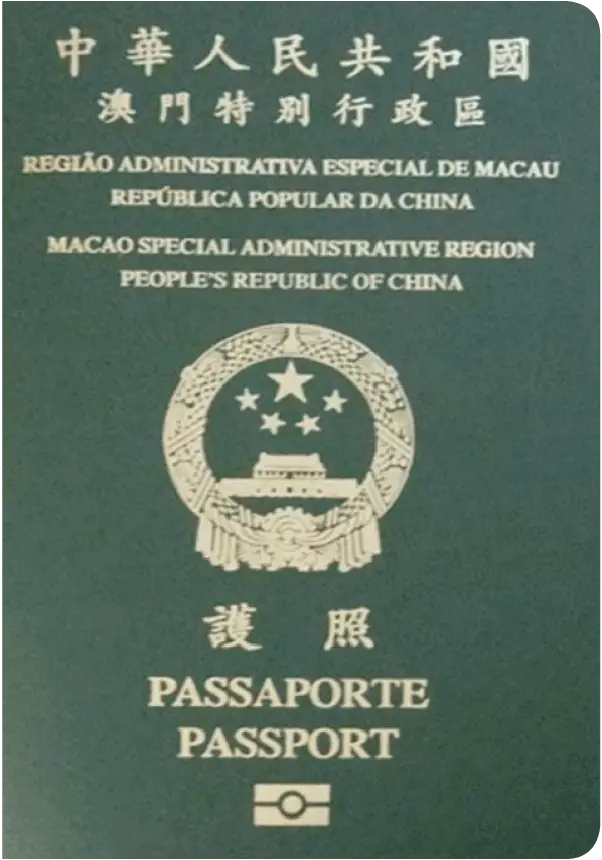 中華人民共和國
澳門特別行政區
REGIÃO ADMINISTRATIVA ESPECIAL DE MACAU
REPÚBLICA POPULAR DA CHINA
MACAO SPECIAL ADMINISTRATIVE REGION
PEOPLE'S REPUBLIC OF CHINA
護照
PASSAPORTE
PASSPORT